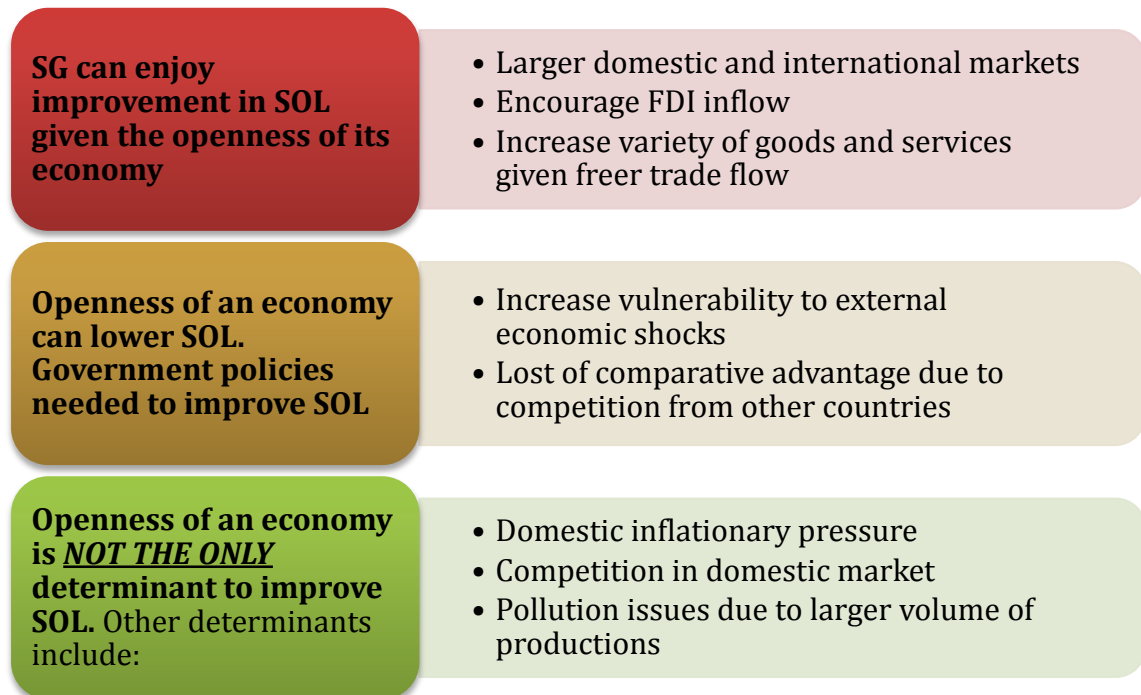 SG can enjoy
improvement in SOL
given the openness of its
economy
• Larger domestic and international markets
• Encourage FDI inflow
• Increase variety of goods and services
given freer trade flow
Openness of an economy
can lower SOL.
Government policies
needed to improve SOL
• Increase vulnerability to external
economic shocks
• Lost of comparative advantage due to
competition from other countries
Openness of an economy
is NOT THE ONLY
determinant to improve
SOL. Other determinants
include:
• Domestic inflationary pressure
• Competition in domestic market
• Pollution issues due to larger volume of
productions